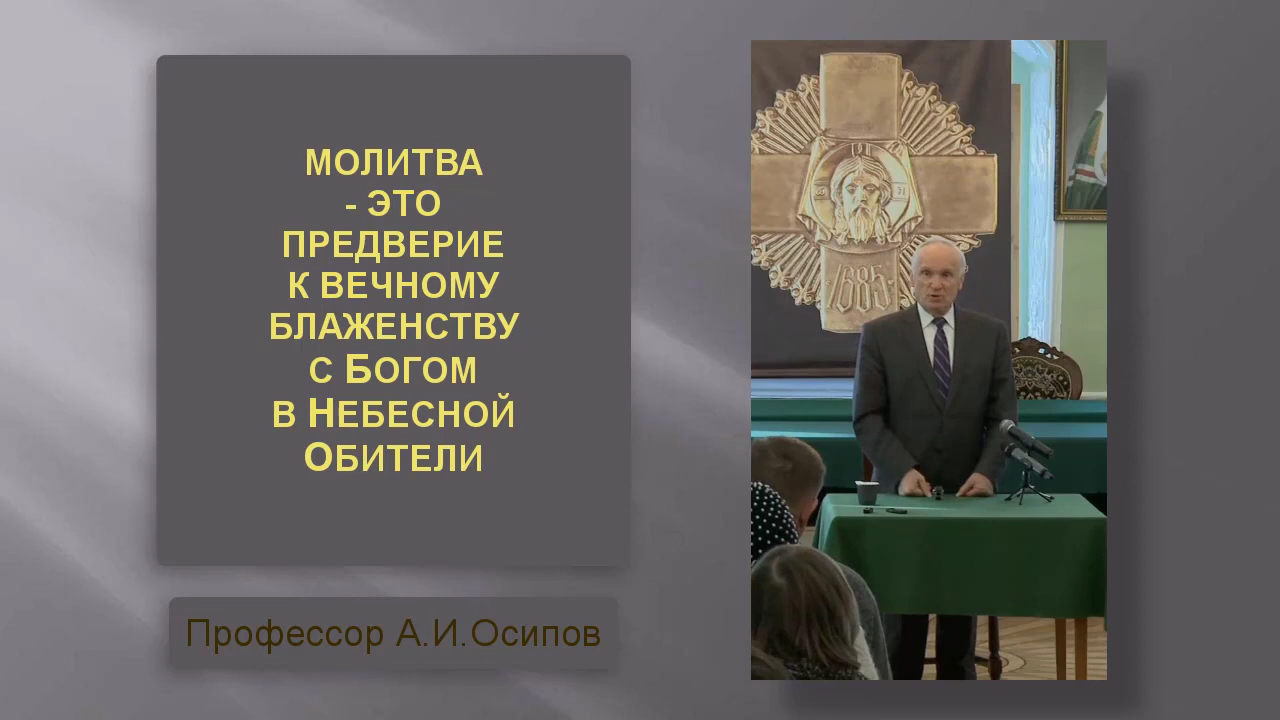 МОЛИТВА
- ЭТО
ПРЕДВЕРИЕ
К ВЕЧНОМУ
БЛАЖЕНСТВУ
С БОГОМ
В НЕБЕСНОЙ
ОБИТЕЛИ
Профессор А.И.Осипов
1685